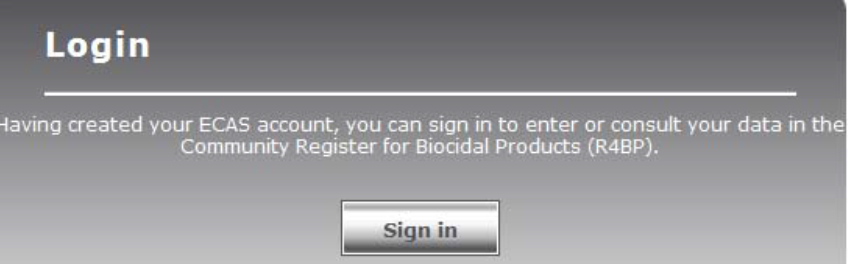 Login
Having created your ECAS account, you can sign in to enter or consult your data in the
Community Register for Biocidal Products (R4BP).
Sign in